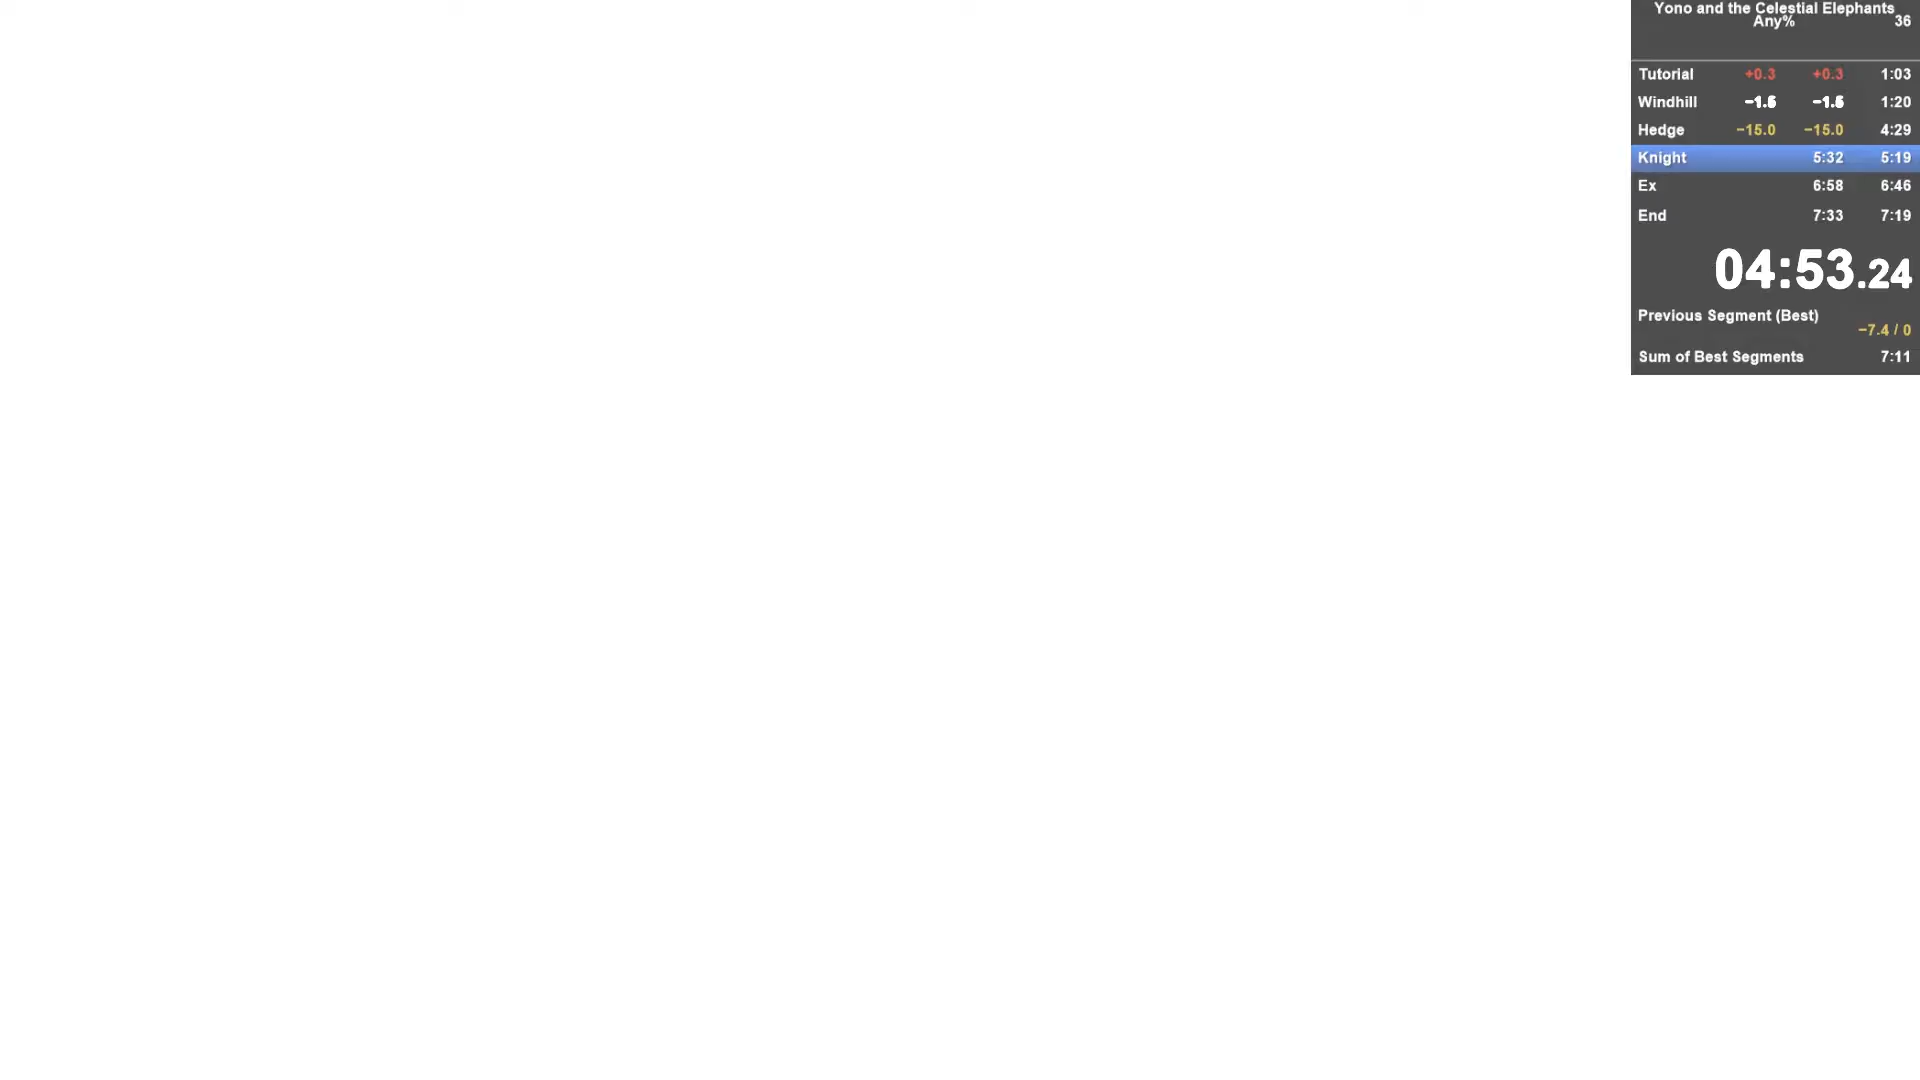 Yono and the Celestial Elephants
Any% 36
Tutorial +0.3 +0.3 1:03
Windhill −1.5 −1.5 1:20
Hedge −15.0 −15.0 4:29
Knight 5:32 5:19
Ex 6:58 6:46
End 7:33 7:19
04:53.24
Previous Segment (Best)
−7.4 / 0
Sum of Best Segments 7:11